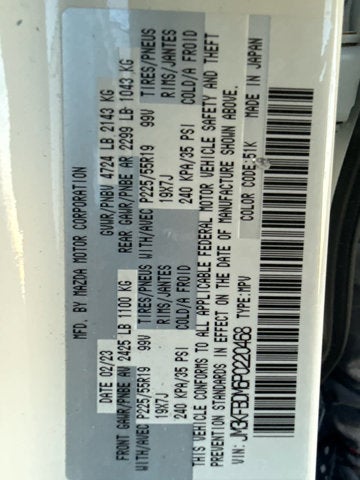 MFD. BY MAZDA MOTOR CORPORATION
DATE 02/23 GVWR/PNBV 4724 LB 2143 KG
FRONT GAWR/PNBE AV 2425 LB 1100 KG REAR GAWR/PNBE AR 2299 LB 1043 KG
WITH/AVEC P225/55R19 99V TIRES/PNEUS WITH/AVEC P225/55R19 99V TIRES/PNEUS
19X7J RIMS/JANTES 19X7J RIMS/JANTES
240 KPA/35 PSI COLD/A FROID 240 KPA/35 PSI COLD/A FROID
THIS VEHICLE CONFORMS TO ALL APPLICABLE FEDERAL MOTOR VEHICLE SAFETY AND THEFT
PREVENTION STANDARDS IN EFFECT ON THE DATE OF MANUFACTURE SHOWN ABOVE.
VIN: JM3KFBDM6P0220468 TYPE: MPV COLOR CODE: 51K MADE IN JAPAN